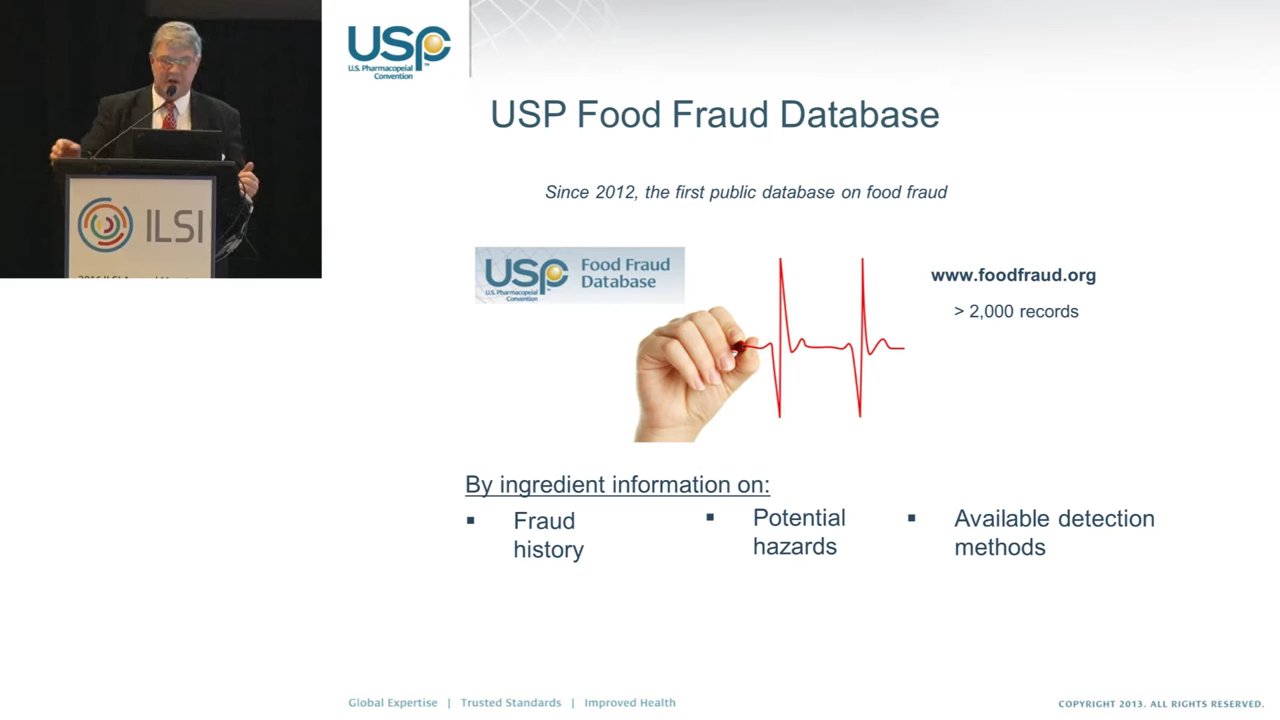 USP
U.S. Pharmacopeial
Convention
USP Food Fraud Database
Since 2012, the first public database on food fraud
USP
U.S. Pharmacopeial
Convention
Food Fraud
Database
www.foodfraud.org
> 2,000 records
ILSI
By ingredient information on:
▪ Fraud
history
▪ Potential
hazards
▪ Available detection
methods
Global Expertise | Trusted Standards | Improved Health
COPYRIGHT 2013. ALL RIGHTS RESERVED.